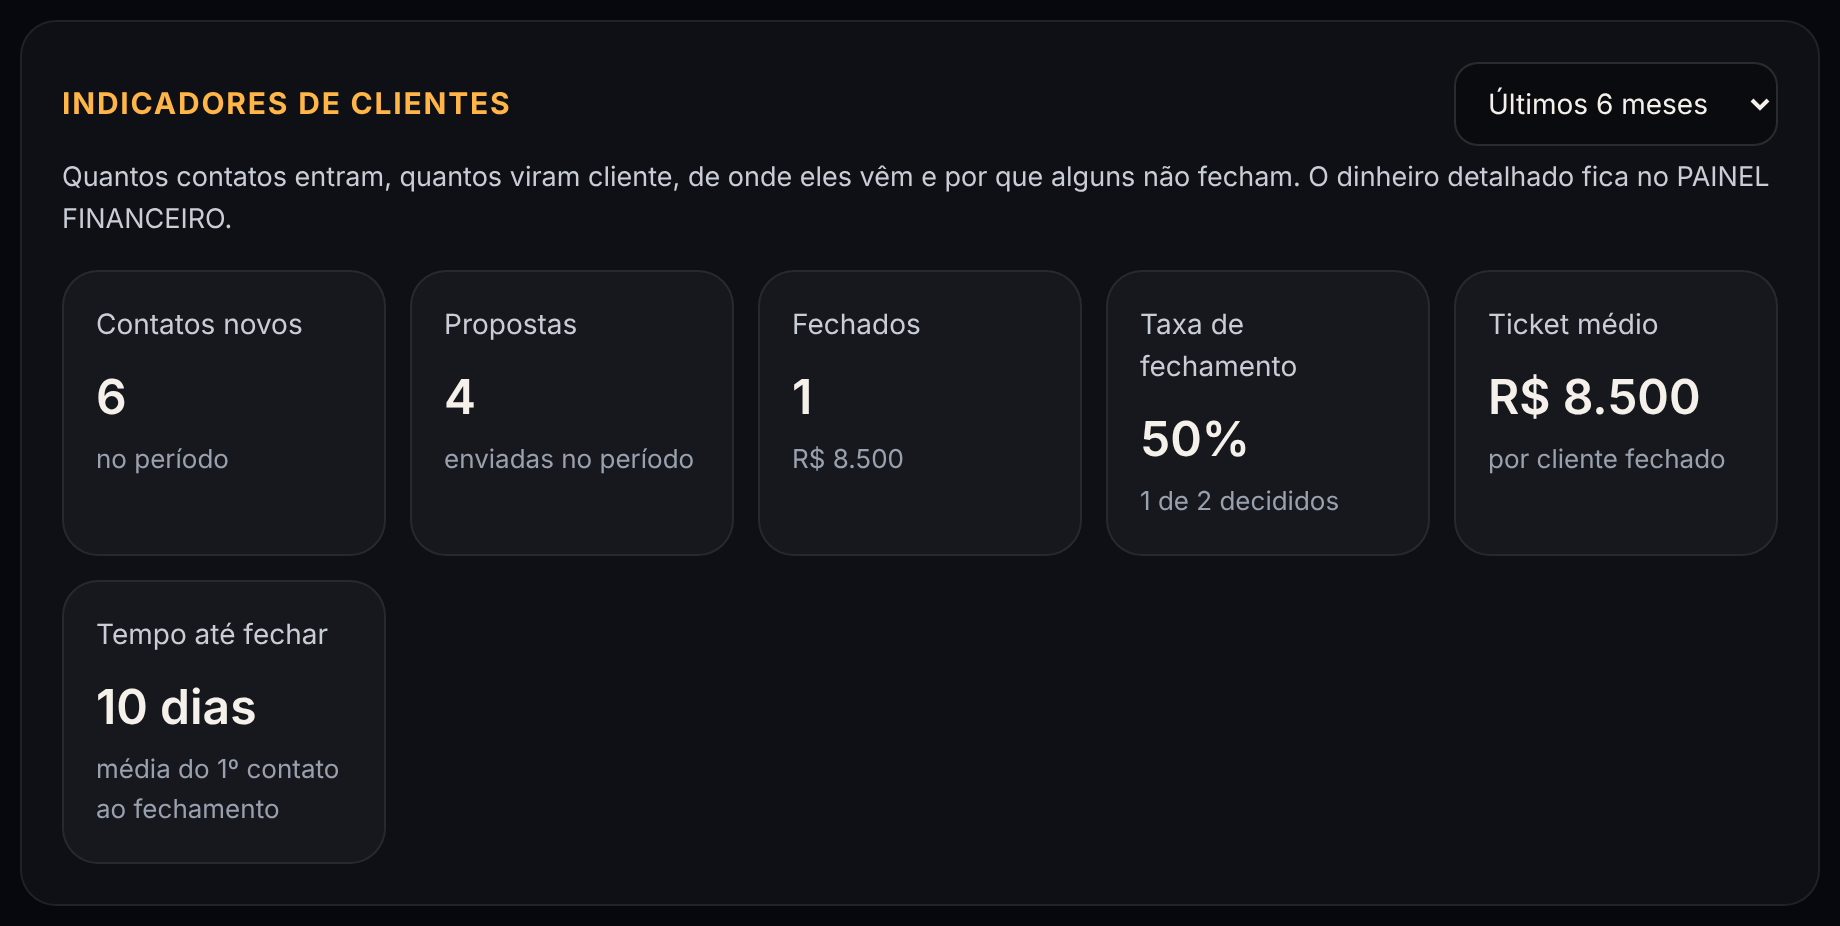 INDICADORES DE CLIENTES
Últimos 6 meses
Quantos contatos entram, quantos viram cliente, de onde eles vêm e por que alguns não fecham. O dinheiro detalhado fica no PAINEL
FINANCEIRO.
Contatos novos
6
no período
Propostas
4
enviadas no período
Fechados
1
R$ 8.500
Taxa de
fechamento
50%
1 de 2 decididos
Ticket médio
R$ 8.500
por cliente fechado
Tempo até fechar
10 dias
média do 1º contato
ao fechamento